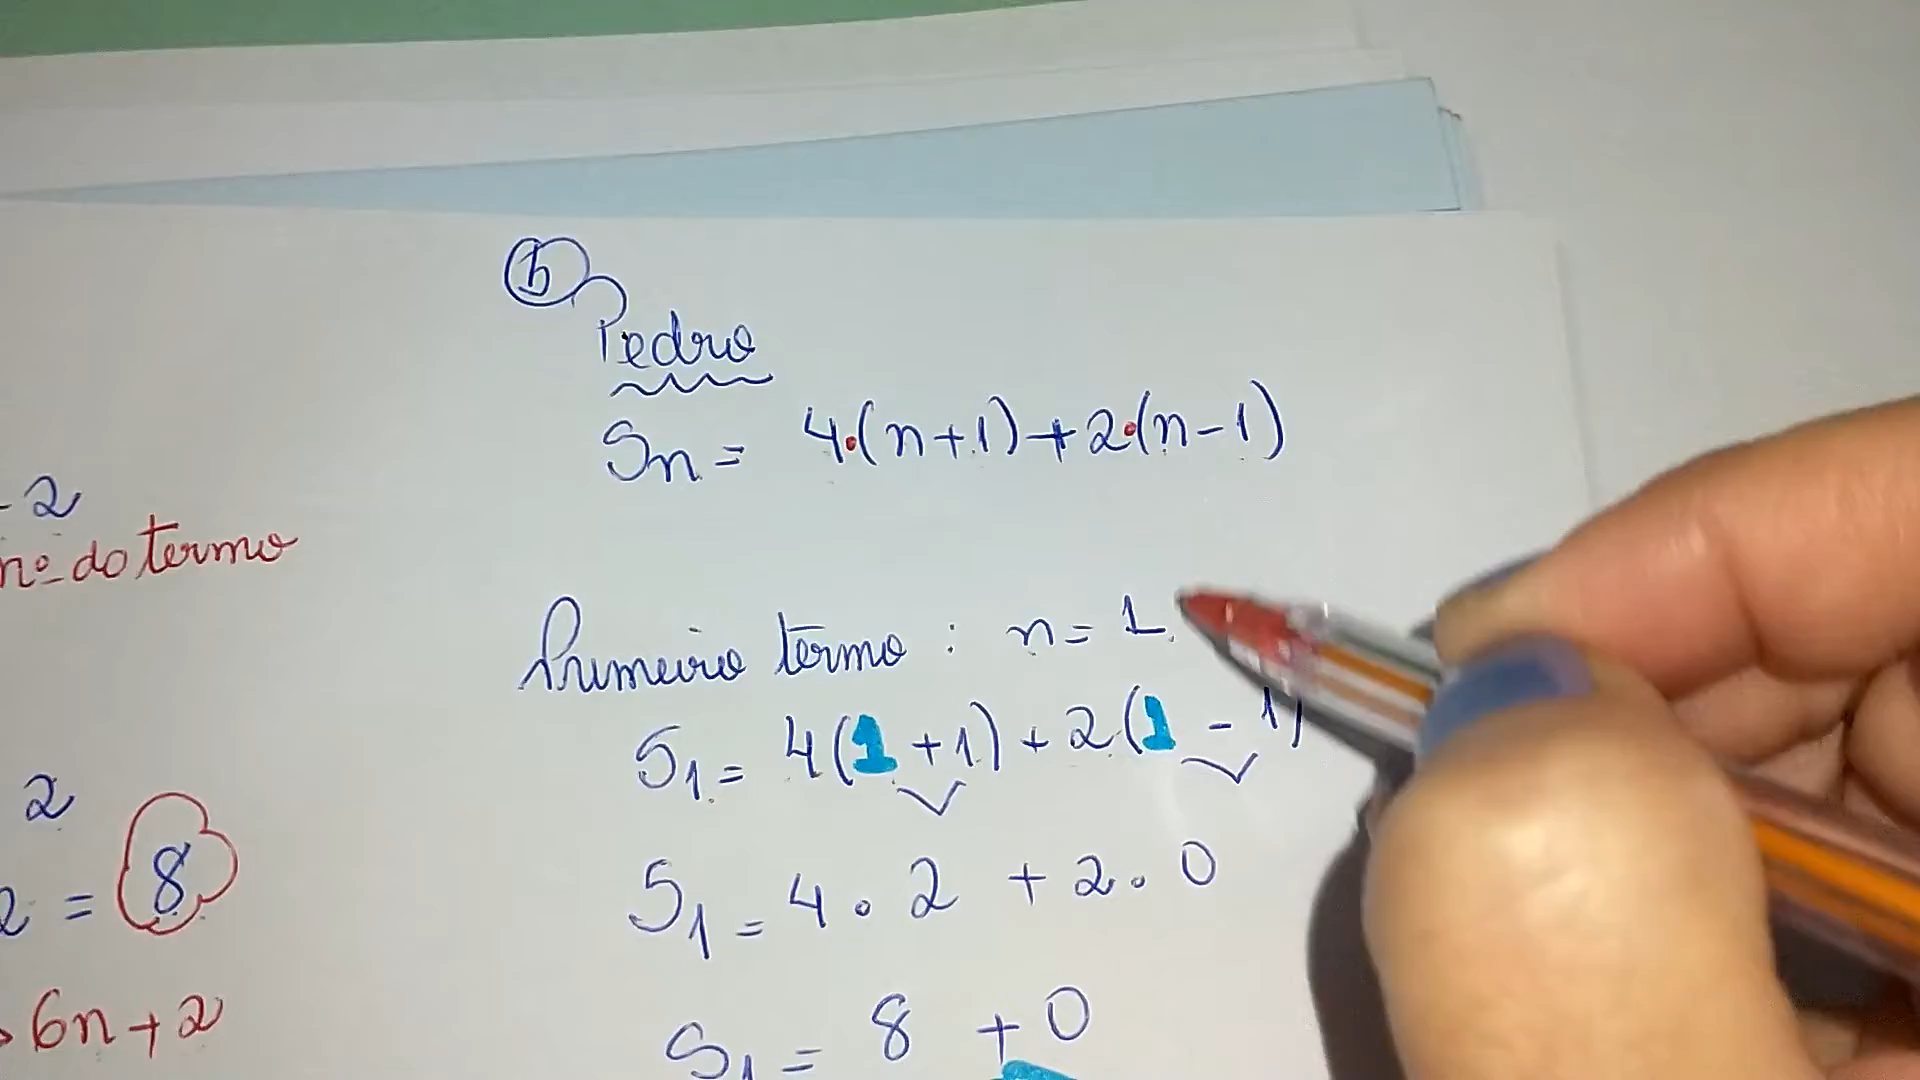 - 2
nº do termo
2
2 = 8
6n + 2
b
Pedro
Sn = 4·(n+1)+2·(n-1)
Primeiro termo : n= 1
S1 = 4(1 +1) + 2(1 - 1)
S1 = 4 . 2 + 2 . 0
S1 = 8 + 0